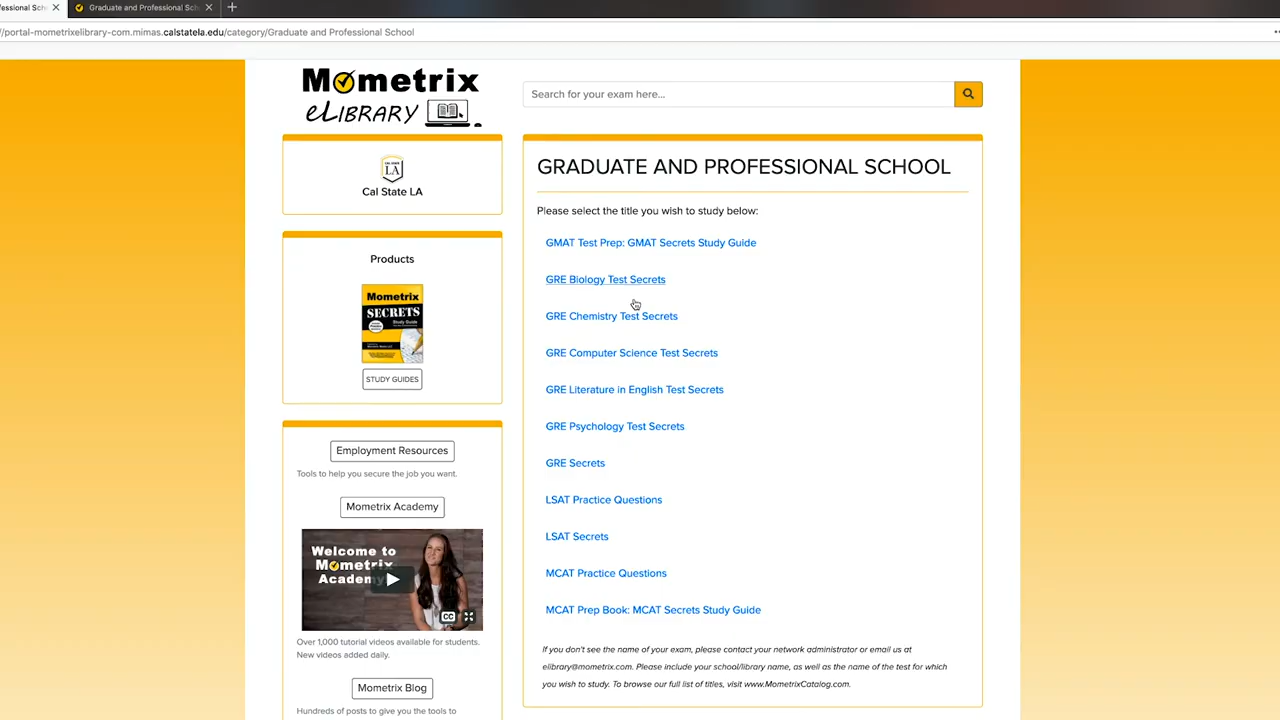 Graduate and Professional Sch
//portal-mometrixelibrary-com.mimas.calstatela.edu/category/Graduate and Professional School
Mometrix
eLIBRARY
Search for your exam here...
CAL STATE
LA
Cal State LA
Products
Mometrix
SECRETS
Study Guide
STUDY GUIDES
Employment Resources
Tools to help you secure the job you want.
Mometrix Academy
Welcome to
Mometrix
Academy
CC
Over 1,000 tutorial videos available for students.
New videos added daily.
Mometrix Blog
Hundreds of posts to give you the tools to
GRADUATE AND PROFESSIONAL SCHOOL
Please select the title you wish to study below:
GMAT Test Prep: GMAT Secrets Study Guide
GRE Biology Test Secrets
GRE Chemistry Test Secrets
GRE Computer Science Test Secrets
GRE Literature in English Test Secrets
GRE Psychology Test Secrets
GRE Secrets
LSAT Practice Questions
LSAT Secrets
MCAT Practice Questions
MCAT Prep Book: MCAT Secrets Study Guide
If you don't see the name of your exam, please contact your network administrator or email us at
elibrary@mometrix.com. Please include your school/library name, as well as the name of the test for which
you wish to study. To browse our full list of titles, visit www.MometrixCatalog.com.